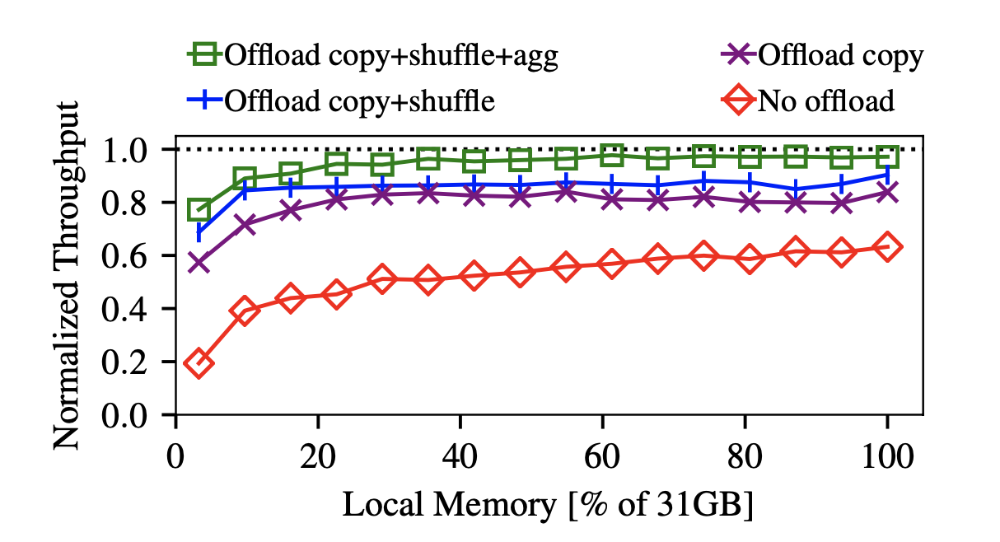 Offload copy+shuffle+agg
Offload copy
Offload copy+shuffle
No offload
Normalized Throughput
1.0
0.8
0.6
0.4
0.2
0.0
0 20 40 60 80 100
Local Memory [% of 31GB]